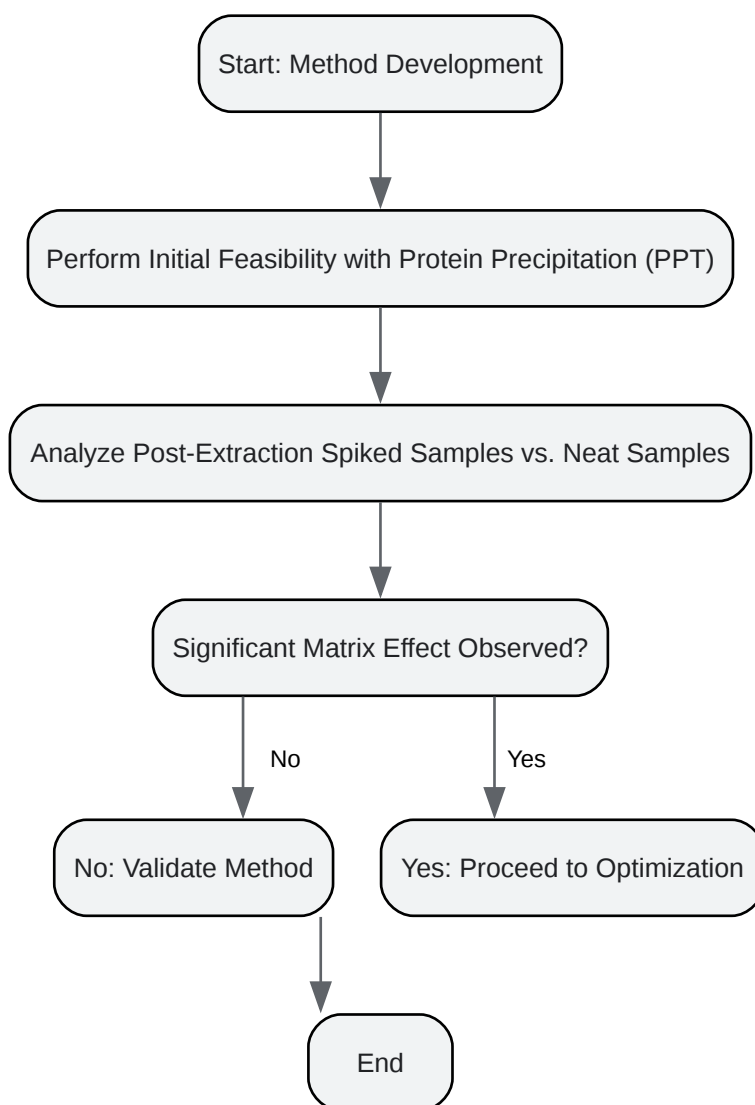 Start: Method Development
Perform Initial Feasibility with Protein Precipitation (PPT)
Analyze Post-Extraction Spiked Samples vs. Neat Samples
Significant Matrix Effect Observed?
No
Yes
No: Validate Method
Yes: Proceed to Optimization
End